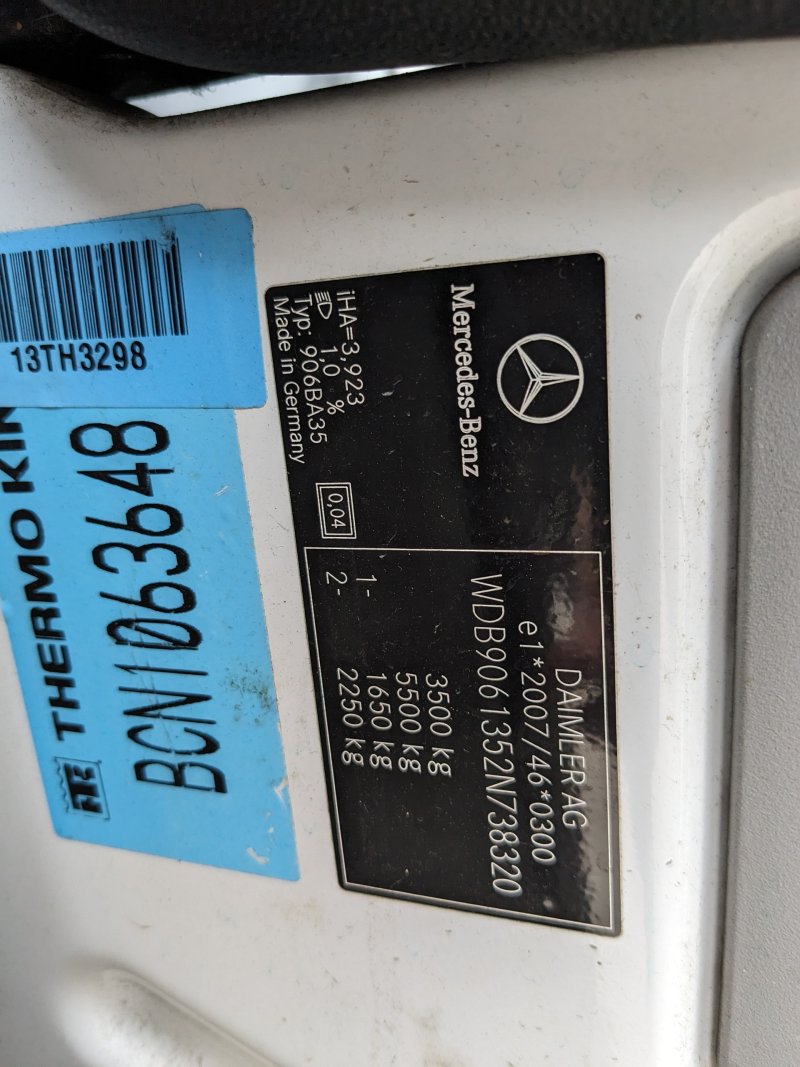 Mercedes-Benz
iHA=3,923
1,0 %
Typ: 906BA35
Made in Germany
0,04
DAIMLER AG
e1*2007/46*0300
WDB9061352N738320
3500 kg
5500 kg
1- 1650 kg
2- 2250 kg
13TH3298
THERMO KIN
BCN1063648